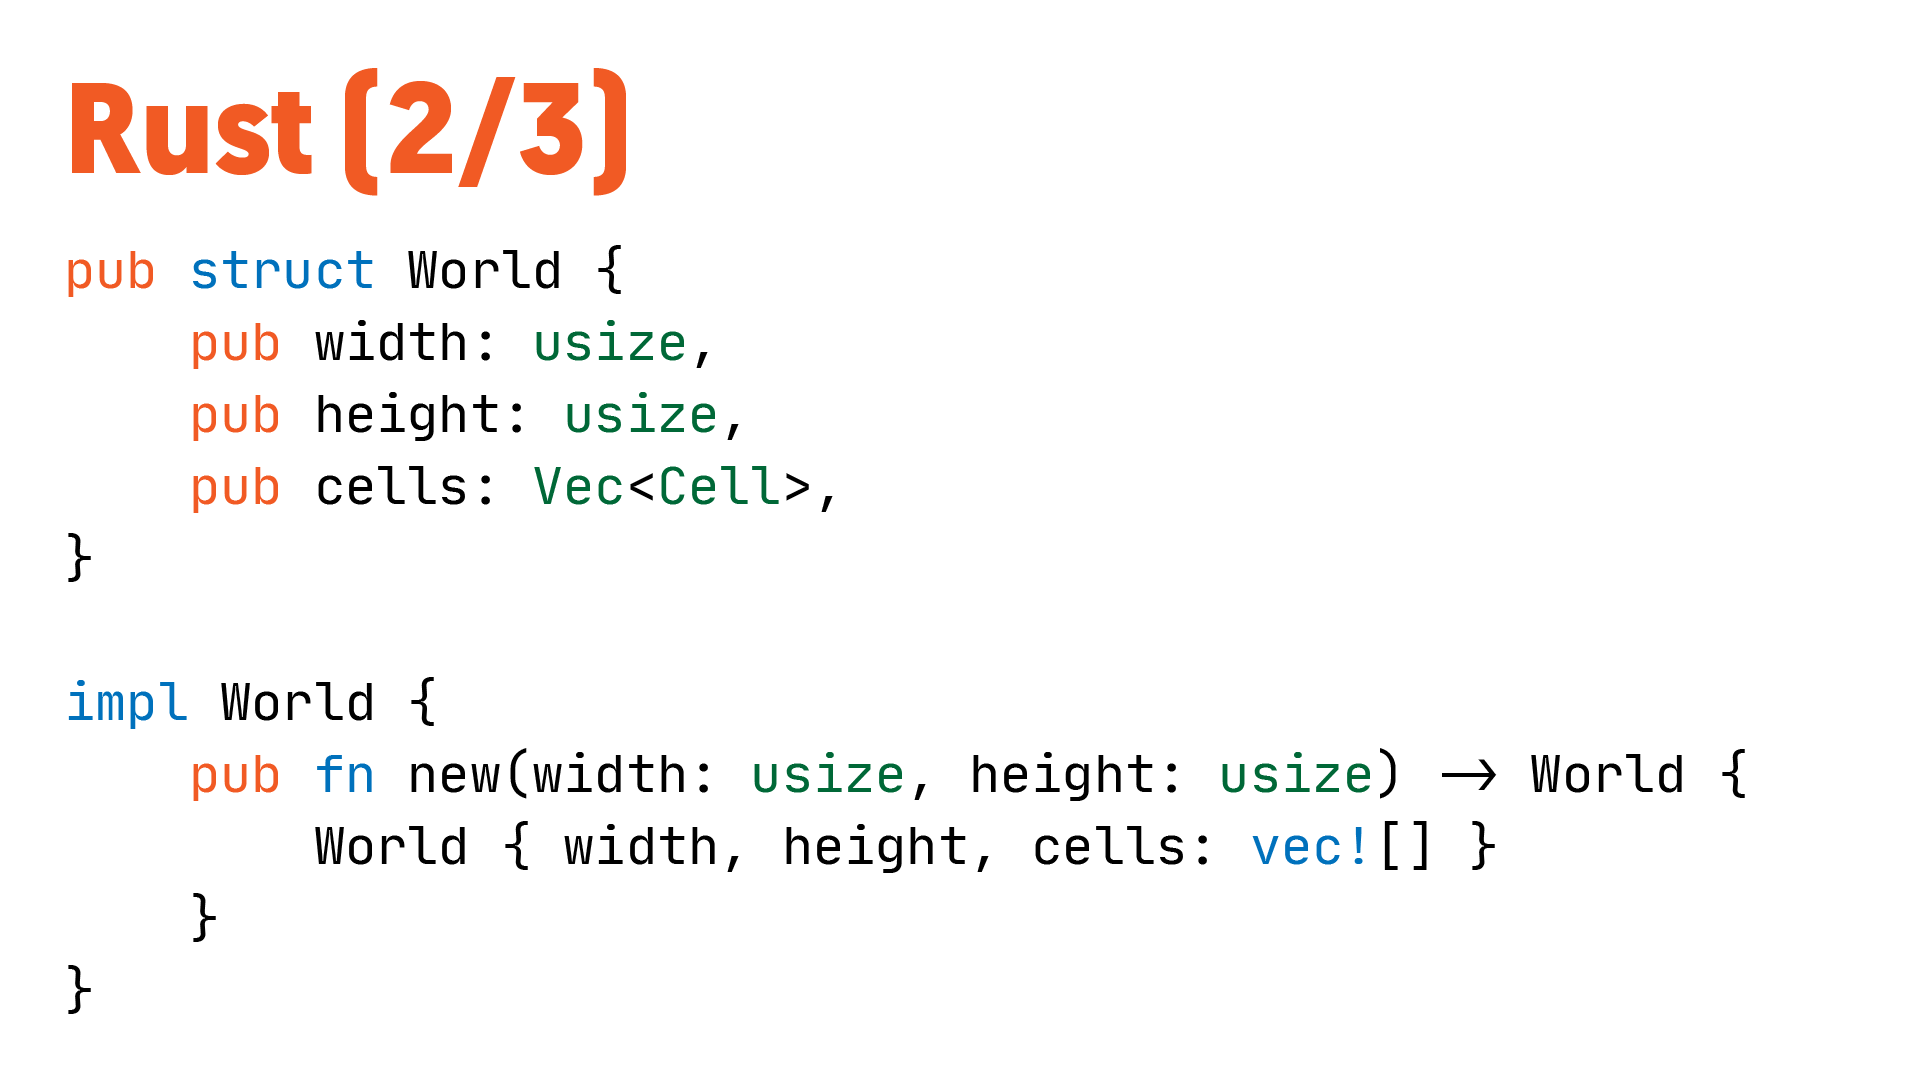 Rust (2/3)
pub struct World {
    pub width: usize,
    pub height: usize,
    pub cells: Vec<Cell>,
}

impl World {
    pub fn new(width: usize, height: usize) -> World {
        World { width, height, cells: vec![] }
    }
}